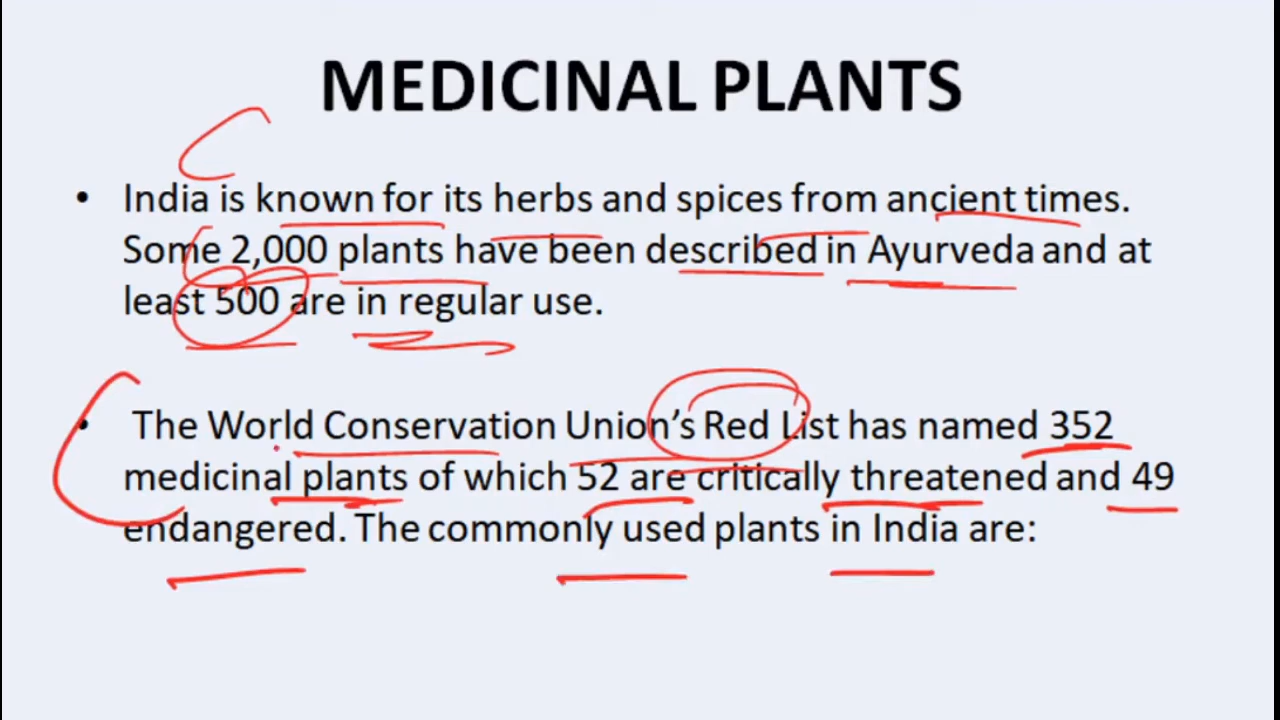 MEDICINAL PLANTS
• India is known for its herbs and spices from ancient times.
Some 2,000 plants have been described in Ayurveda and at
least 500 are in regular use.
• The World Conservation Union's Red List has named 352
medicinal plants of which 52 are critically threatened and 49
endangered. The commonly used plants in India are: